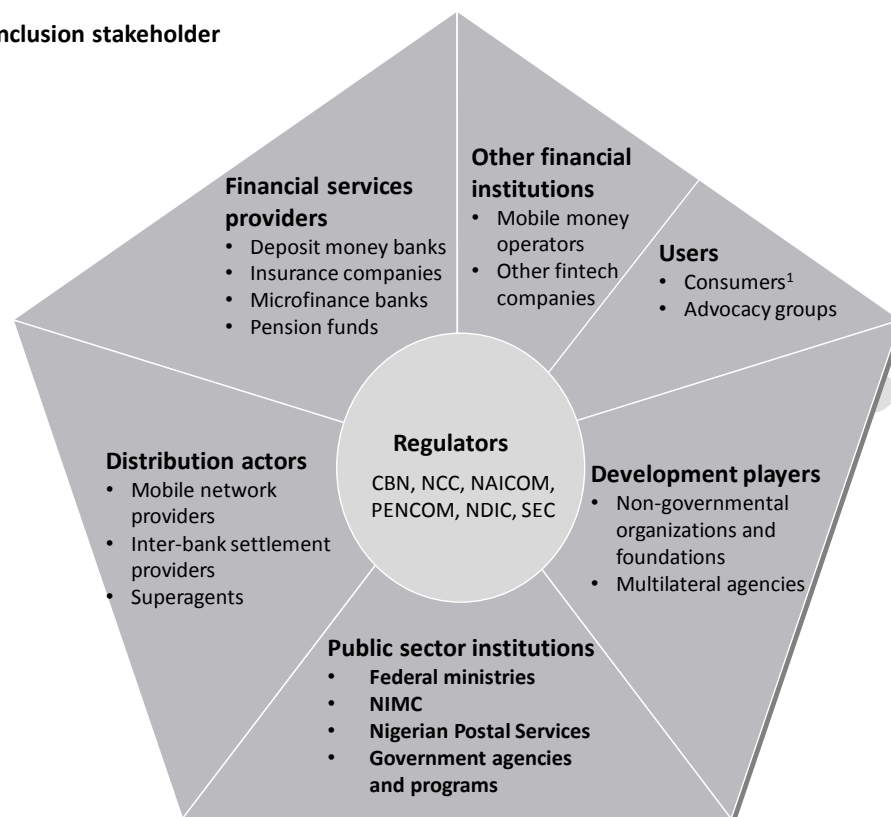 nclusion stakeholder
Other financial
institutions
• Mobile money
operators
• Other fintech
companies
Financial services
providers
• Deposit money banks
• Insurance companies
• Microfinance banks
• Pension funds
Users
• Consumers¹
• Advocacy groups
Regulators
CBN, NCC, NAICOM,
PENCOM, NDIC, SEC
Distribution actors
• Mobile network
providers
• Inter-bank settlement
providers
• Superagents
Development players
• Non-governmental
organizations and
foundations
• Multilateral agencies
Public sector institutions
• Federal ministries
• NIMC
• Nigerian Postal Services
• Government agencies
and programs